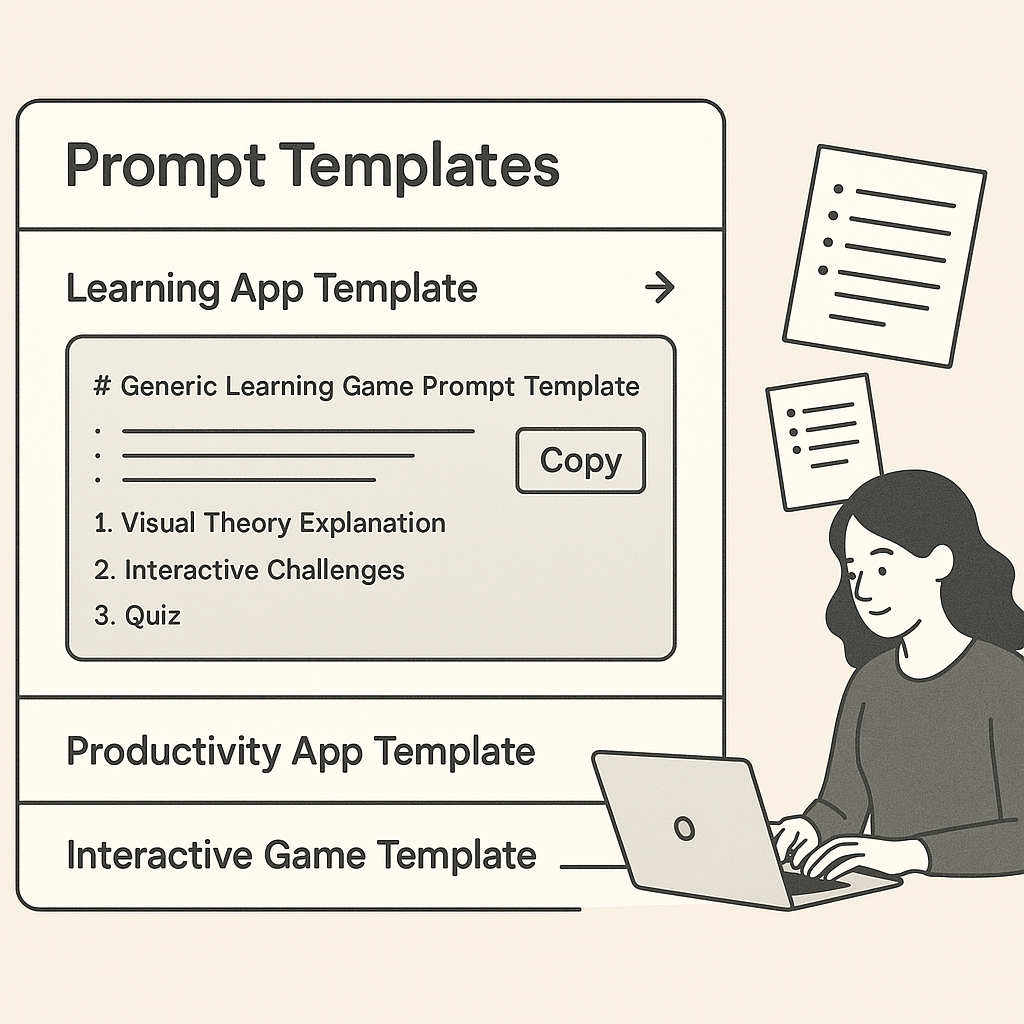 Prompt Templates
Learning App Template →
# Generic Learning Game Prompt Template
Copy
1. Visual Theory Explanation
2. Interactive Challenges
3. Quiz
Productivity App Template
Interactive Game Template